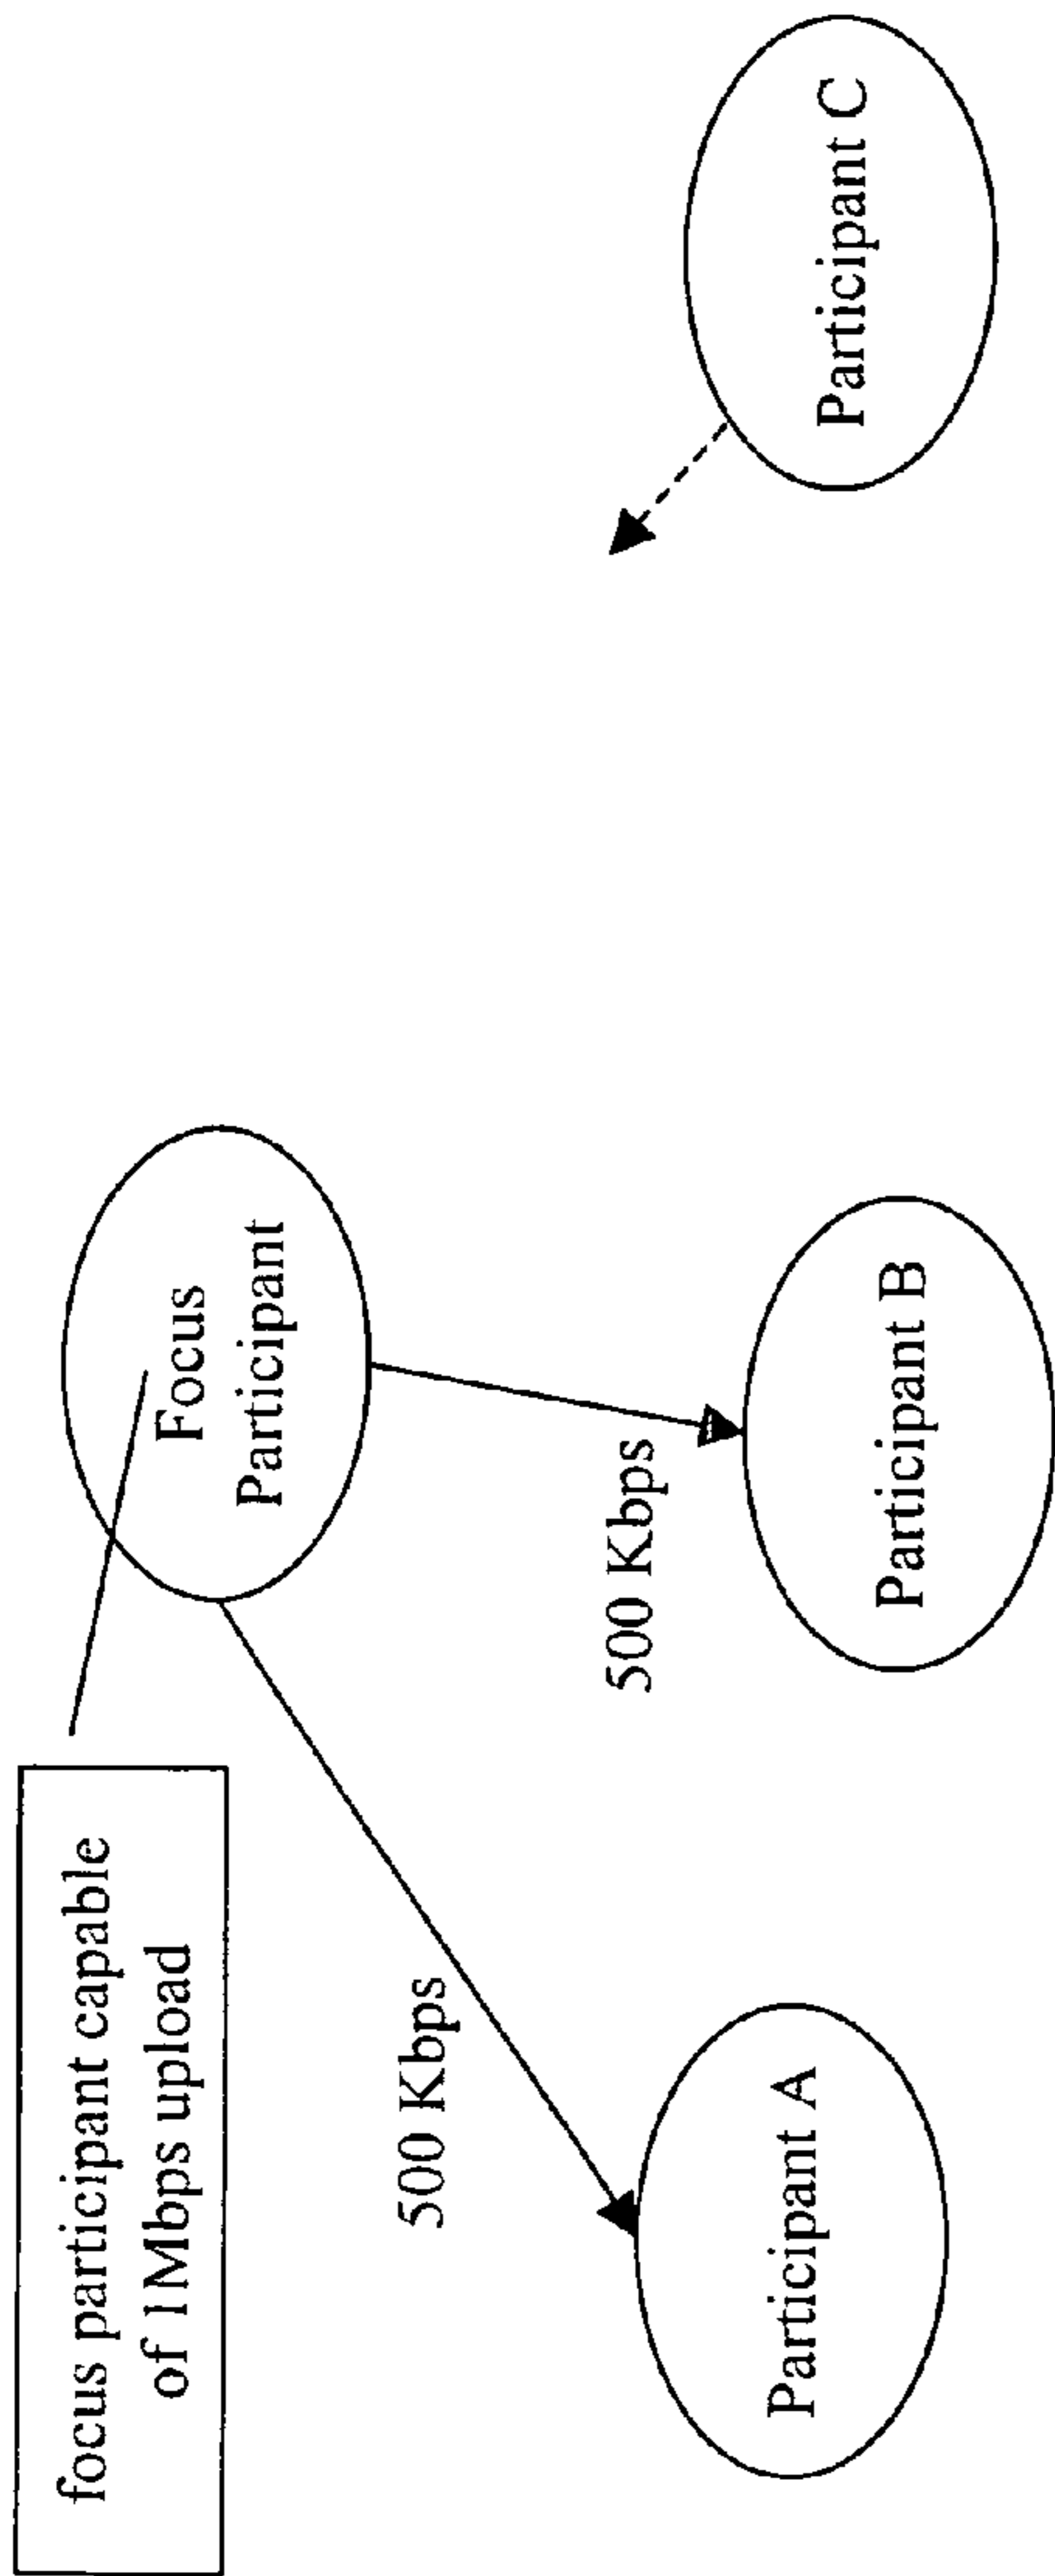 focus participant capable
of 1Mbps upload
Focus
Participant
500 Kbps
500 Kbps
Participant A
Participant B
Participant C